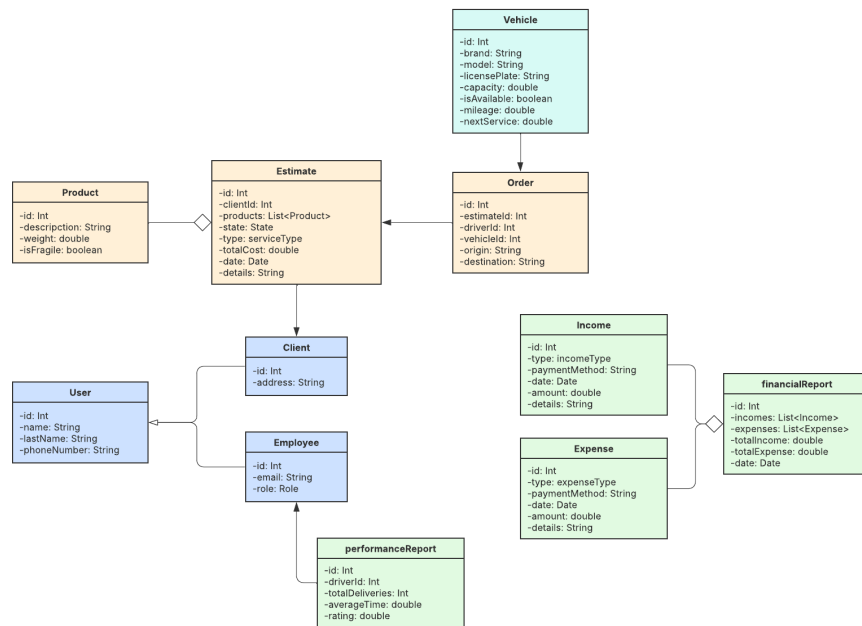 Vehicle
-id: Int
-brand: String
-model: String
-licensePlate: String
-capacity: double
-isAvailable: boolean
-mileage: double
-nextService: double
Estimate
-id: Int
-clientId: Int
-products: List<Product>
-state: State
-type: serviceType
-totalCost: double
-date: Date
-details: String
Order
-id: Int
-estimateId: Int
-driverId: Int
-vehicleId: Int
-origin: String
-destination: String
Product
-id: Int
-descripction: String
-weight: double
-isFragile: boolean
Client
-id: Int
-address: String
User
-id: Int
-name: String
-lastName: String
-phoneNumber: String
Employee
-id: Int
-email: String
-role: Role
performanceReport
-id: Int
-driverId: Int
-totalDeliveries: Int
-averageTime: double
-rating: double
Income
-id: Int
-type: incomeType
-paymentMethod: String
-date: Date
-amount: double
-details: String
Expense
-id: Int
-type: expenseType
-paymentMethod: String
-date: Date
-amount: double
-details: String
financialReport
-id: Int
-incomes: List<Income>
-expenses: List<Expense>
-totalIncome: double
-totalExpense: double
-date: Date